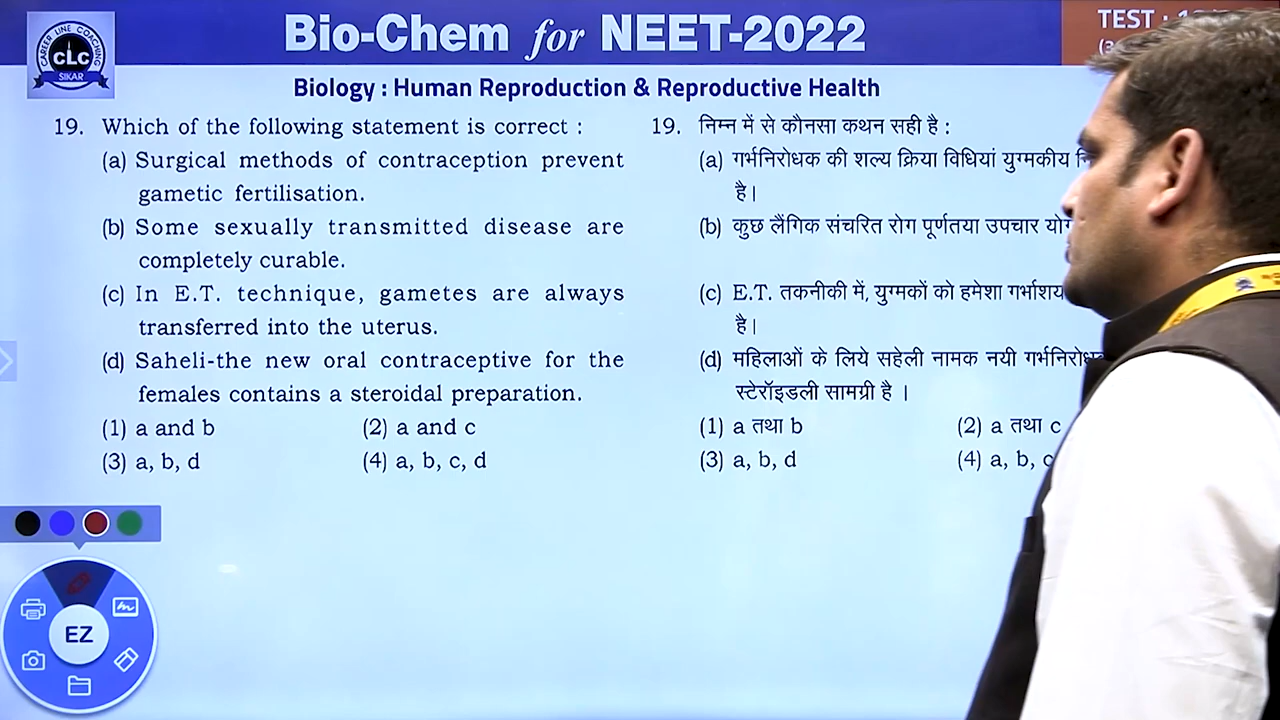 CAREER LINE COACHING
CLC
SIKAR
Bio-Chem for NEET-2022
TEST :
Biology : Human Reproduction & Reproductive Health
19. Which of the following statement is correct :
(a) Surgical methods of contraception prevent
gametic fertilisation.
(b) Some sexually transmitted disease are
completely curable.
(c) In E.T. technique, gametes are always
transferred into the uterus.
(d) Saheli-the new oral contraceptive for the
females contains a steroidal preparation.
(1) a and b (2) a and c
(3) a, b, d (4) a, b, c, d
19. निम्न में से कौनसा कथन सही है :
(a) गर्भनिरोधक की शल्य क्रिया विधियां युग्मकीय
है।
(b) कुछ लैंगिक संचरित रोग पूर्णतया उपचार
(c) E.T. तकनीकी में, युग्मकों को हमेशा गर्भाशय
है।
(d) महिलाओं के लिये सहेली नामक नयी
स्टेरॉइडली सामग्री है ।
(1) a तथा b (2) a तथा c
(3) a, b, d (4) a, b,
EZ